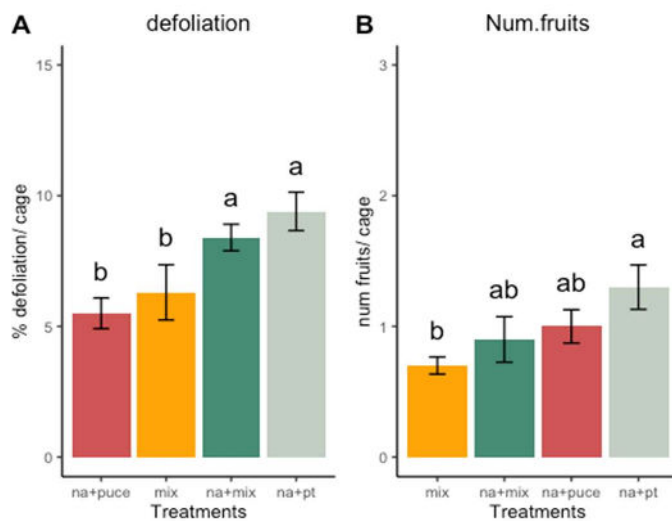 A
defoliation
% defoliation/ cage
15
10
5
0
b
b
a
a
na+puce
mix
na+mix
na+pt
Treatments
B
Num.fruits
num fruits/ cage
3
2
1
0
b
ab
ab
a
mix
na+mix
na+puce
na+pt
Treatments